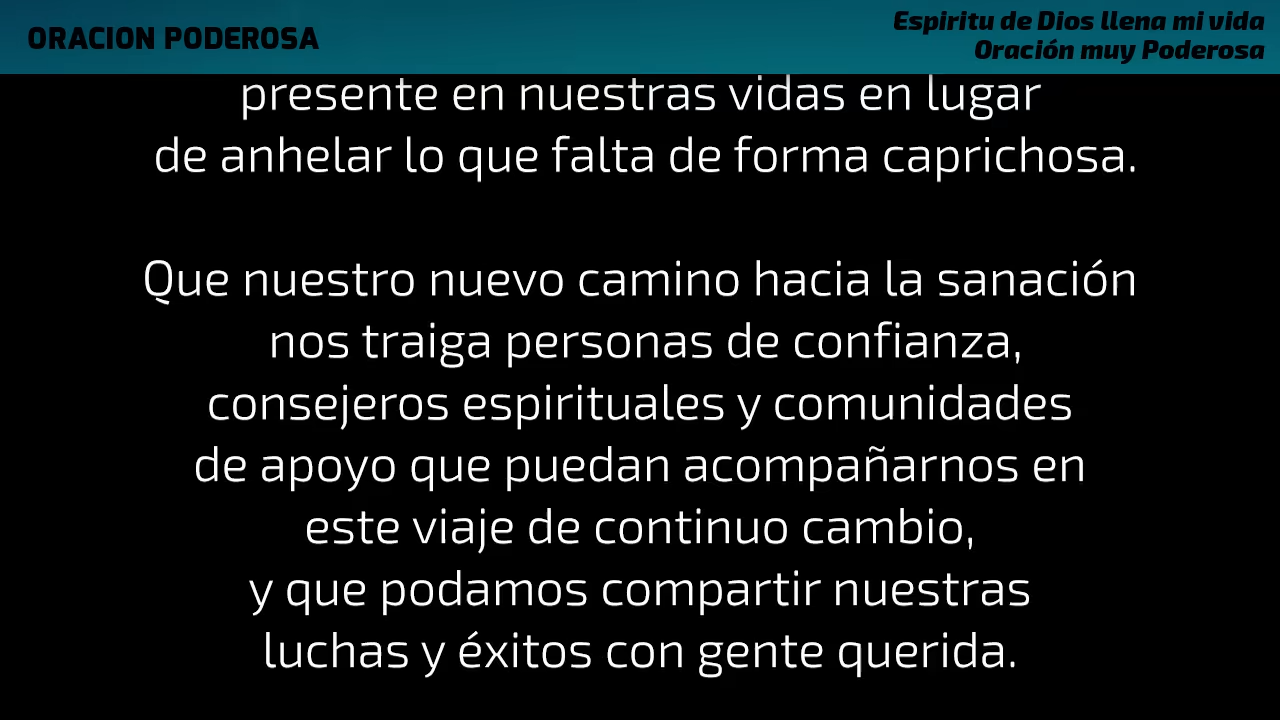 ORACION PODEROSA
Espiritu de Dios llena mi vida
Oración muy Poderosa
presente en nuestras vidas en lugar
de anhelar lo que falta de forma caprichosa.
Que nuestro nuevo camino hacia la sanación
nos traiga personas de confianza,
consejeros espirituales y comunidades
de apoyo que puedan acompañarnos en
este viaje de continuo cambio,
y que podamos compartir nuestras
luchas y éxitos con gente querida.